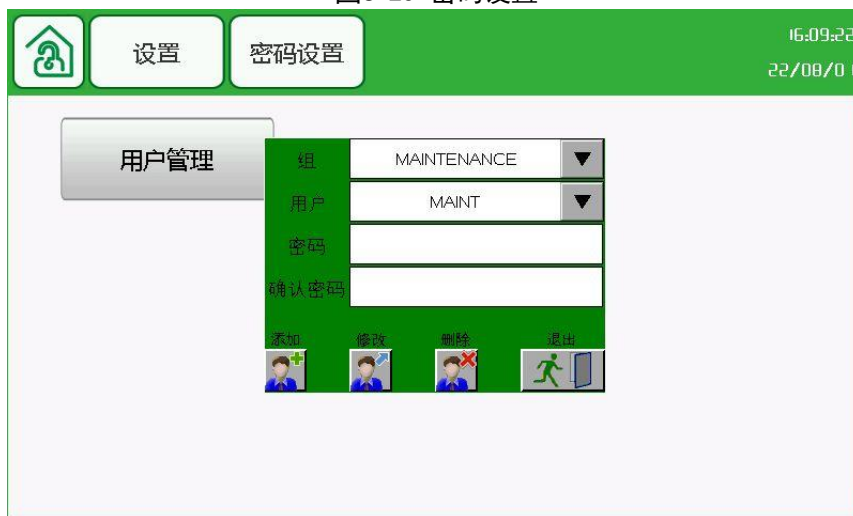 设置 密码设置
16:09:22
22/08/0
用户管理
组 MAINTENANCE
用户 MAINT
密码
确认密码
添加 修改 删除 退出